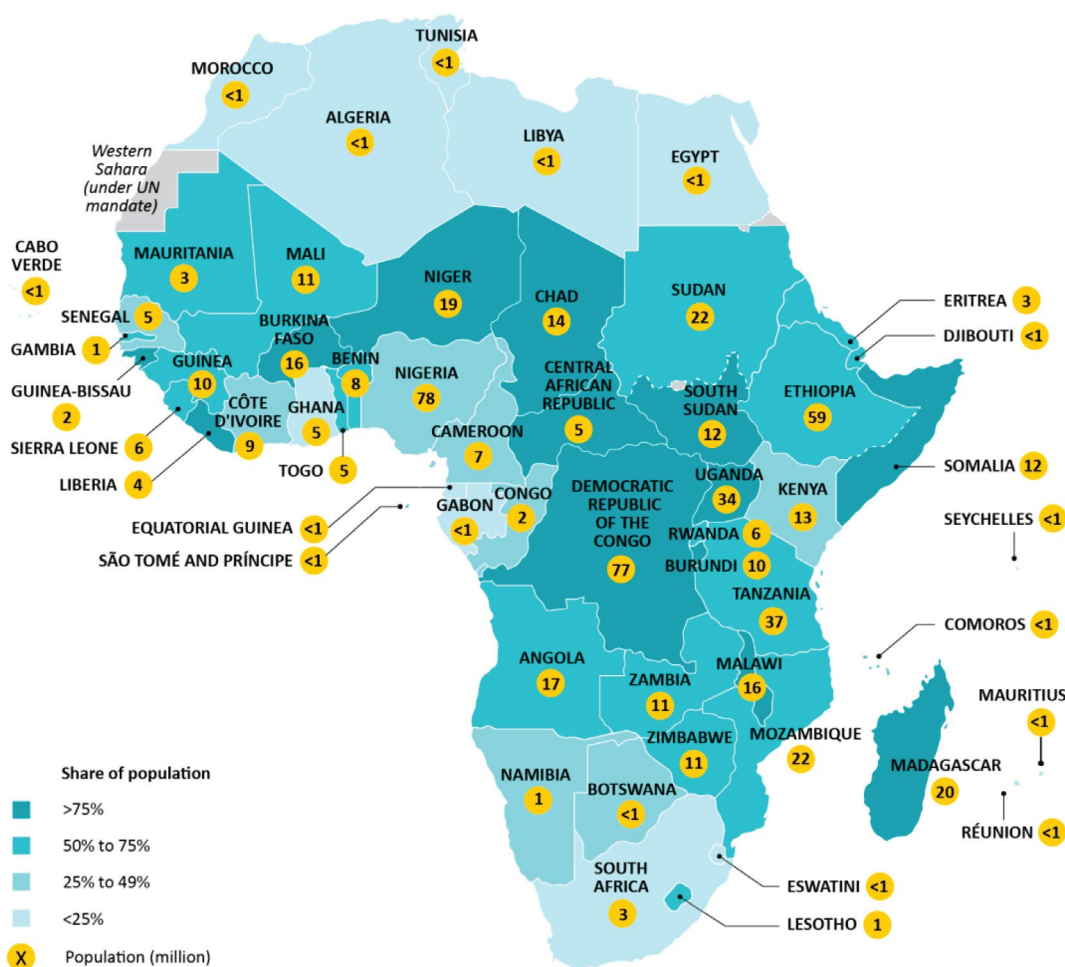 TUNISIA
<1
MOROCCO
<1
ALGERIA
<1
LIBYA
<1
EGYPT
<1
Western
Sahara
(under UN
mandate)
CABO
VERDE
<1
MAURITANIA
3
MALI
11
NIGER
19
CHAD
14
SUDAN
22
ERITREA 3
DJIBOUTI <1
SENEGAL 5
GAMBIA 1
GUINEA-BISSAU
2
GUINEA
10
SIERRA LEONE 6
LIBERIA 4
BURKINA
FASO
16
CÔTE
D'IVOIRE
9
GHANA
5
BENIN
8
TOGO 5
NIGERIA
78
CAMEROON
7
CENTRAL
AFRICAN
REPUBLIC
5
SOUTH
SUDAN
12
ETHIOPIA
59
SOMALIA 12
EQUATORIAL GUINEA <1
SÃO TOMÉ AND PRÍNCIPE <1
GABON
<1
CONGO
2
DEMOCRATIC
REPUBLIC
OF THE
CONGO
77
UGANDA
34
KENYA
13
RWANDA 6
BURUNDI 10
TANZANIA
37
SEYCHELLES <1
COMOROS <1
ANGOLA
17
ZAMBIA
11
MALAWI
16
MOZAMBIQUE
22
ZIMBABWE
11
MADAGASCAR
20
MAURITIUS
<1
RÉUNION <1
NAMIBIA
1
BOTSWANA
<1
SOUTH
AFRICA
3
ESWATINI <1
LESOTHO 1
Share of population
>75%
50% to 75%
25% to 49%
<25%
X Population (million)